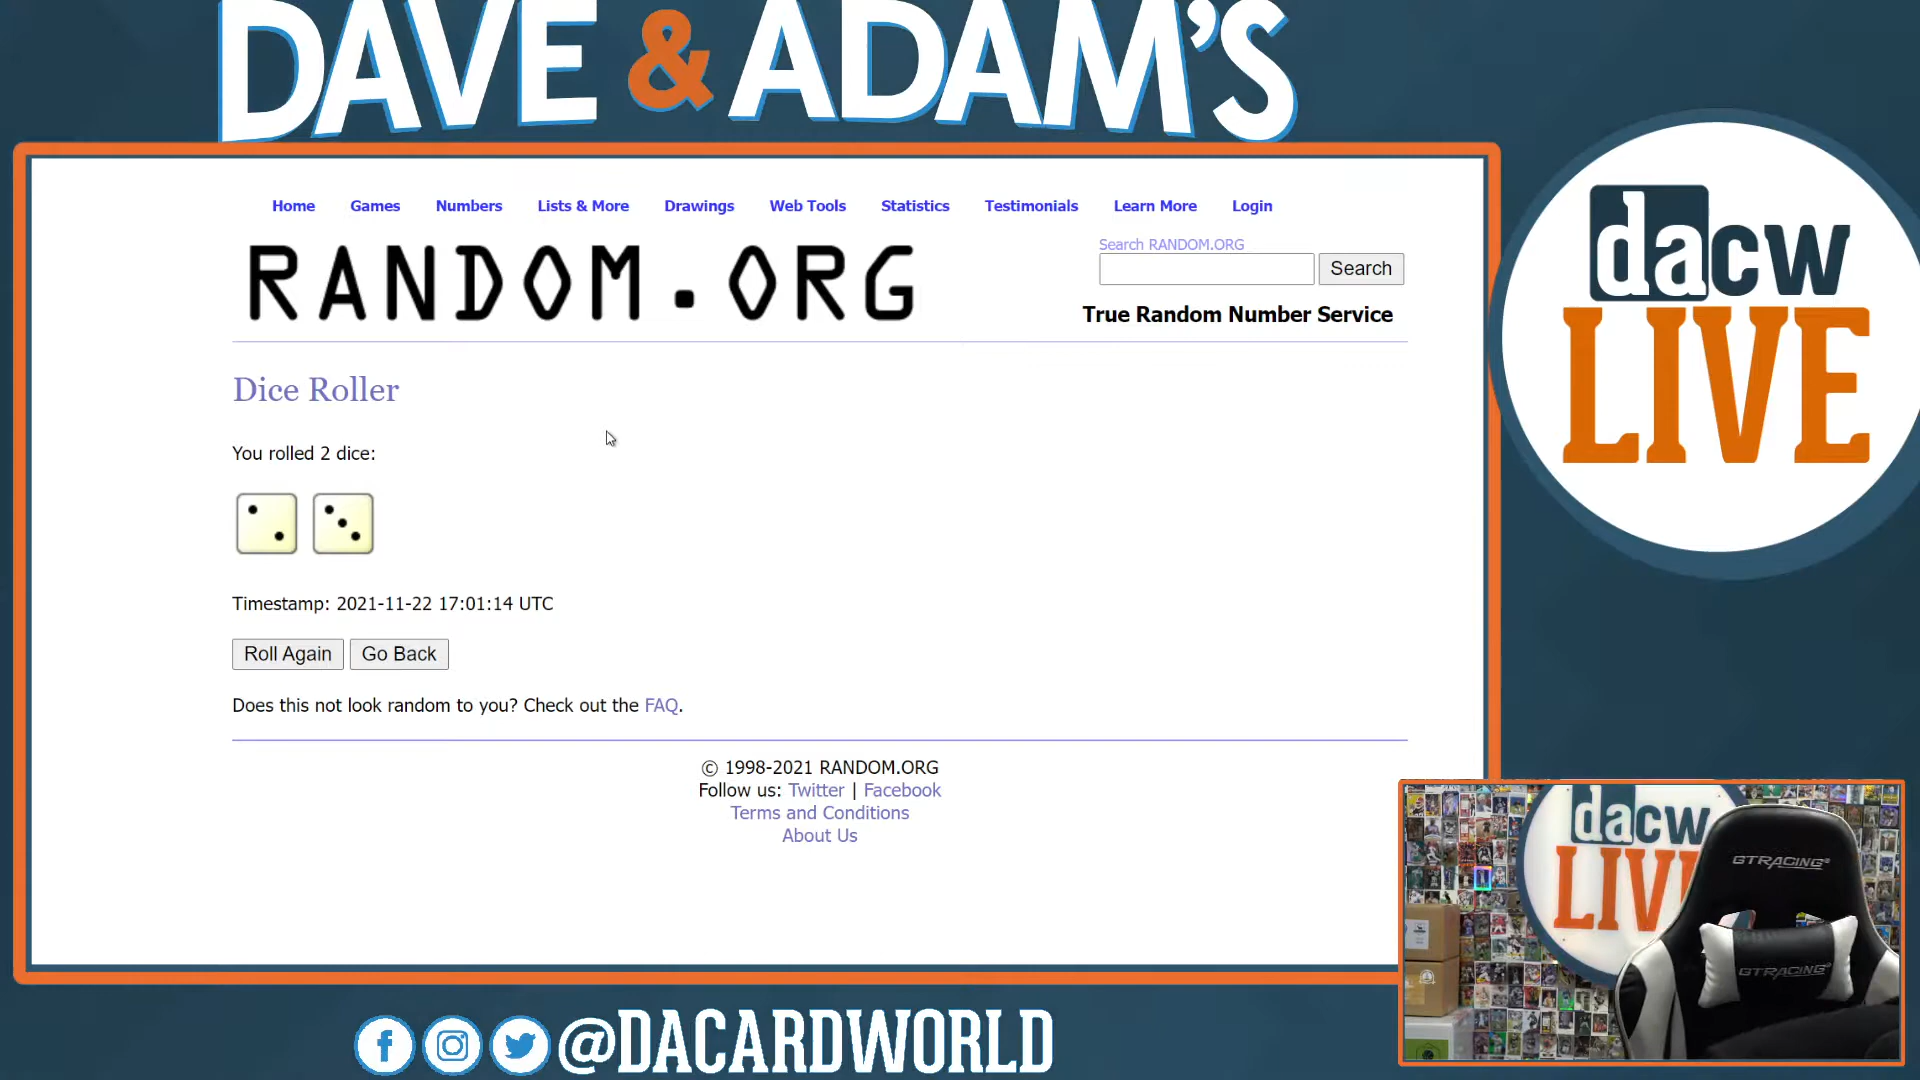 DAVE & ADAM'S
Home Games Numbers Lists & More Drawings Web Tools Statistics Testimonials Learn More Login
RANDOM.ORG
Search RANDOM.ORG
Search
True Random Number Service
Dice Roller
You rolled 2 dice:
Timestamp: 2021-11-22 17:01:14 UTC
Roll Again Go Back
Does this not look random to you? Check out the FAQ.
© 1998-2021 RANDOM.ORG
Follow us: Twitter | Facebook
Terms and Conditions
About Us
dacw
LIVE
dacw
LIV
GTRACING
GTRACING
@DACARDWORLD